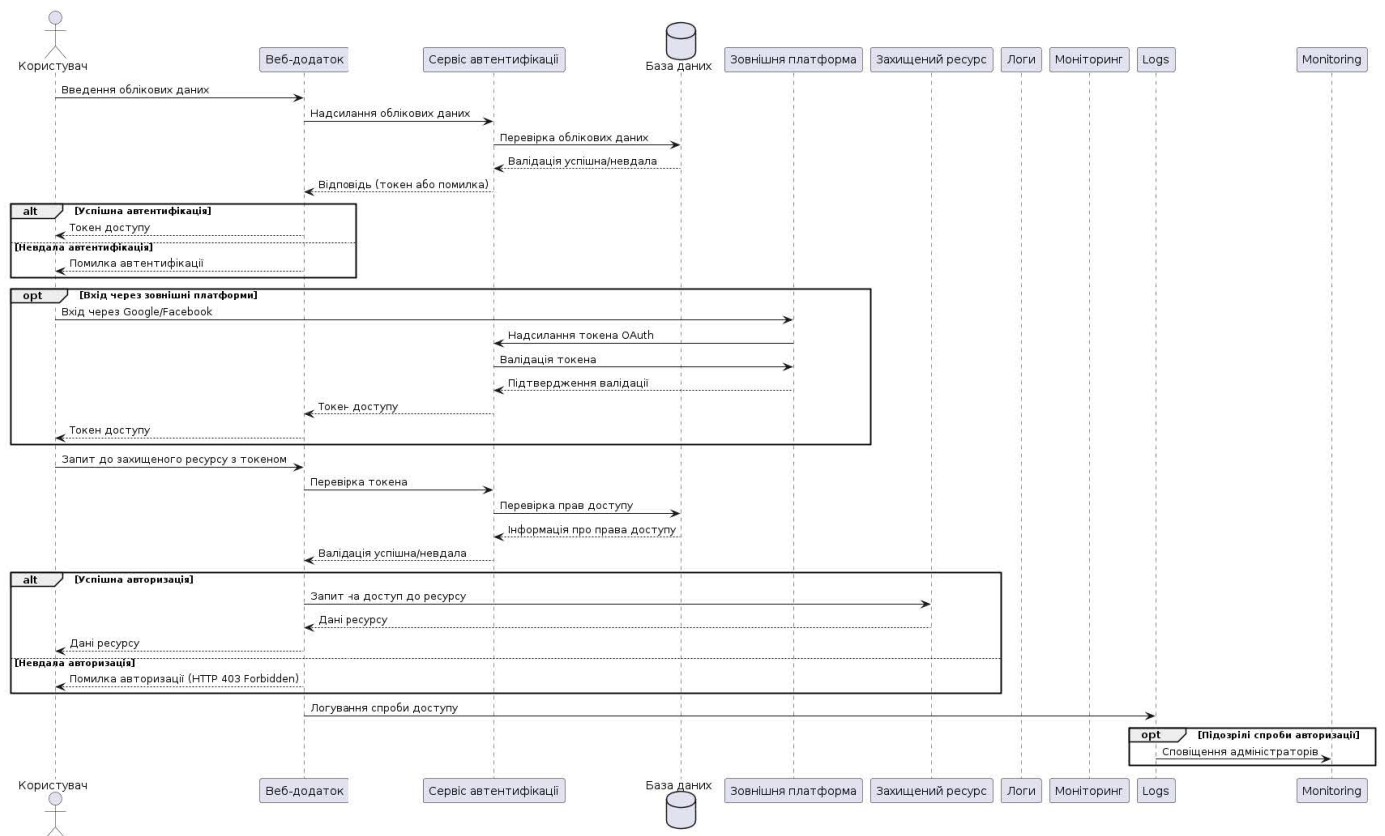 Користувач
Веб-додаток
Сервіс автентифікації
База даних
Зовнішня платформа
Захищений ресурс
Логи
Моніторинг
Logs
Monitoring
Введення облікових даних
Надсилання облікових даних
Перевірка облікових даних
Валідація успішна/невдала
Відповідь (токен або помилка)
alt [Успішна автентифікація]
Токен доступу
[Невдала автентифікація]
Помилка автентифікації
opt [Вхід через зовнішні платформи]
Вхід через Google/Facebook
Надсилання токена OAuth
Валідація токена
Підтвердження валідації
Токен доступу
Токен доступу
Запит до захищеного ресурсу з токеном
Перевірка токена
Перевірка прав доступу
Інформація про права доступу
Валідація успішна/невдала
alt [Успішна авторизація]
Запит на доступ до ресурсу
Дані ресурсу
Дані ресурсу
[Невдала авторизація]
Помилка авторизації (HTTP 403 Forbidden)
Логування спроби доступу
opt [Підозрілі спроби авторизації]
Сповіщення адміністраторів
Користувач
Веб-додаток
Сервіс автентифікації
База даних
Зовнішня платформа
Захищений ресурс
Логи
Моніторинг
Logs
Monitoring